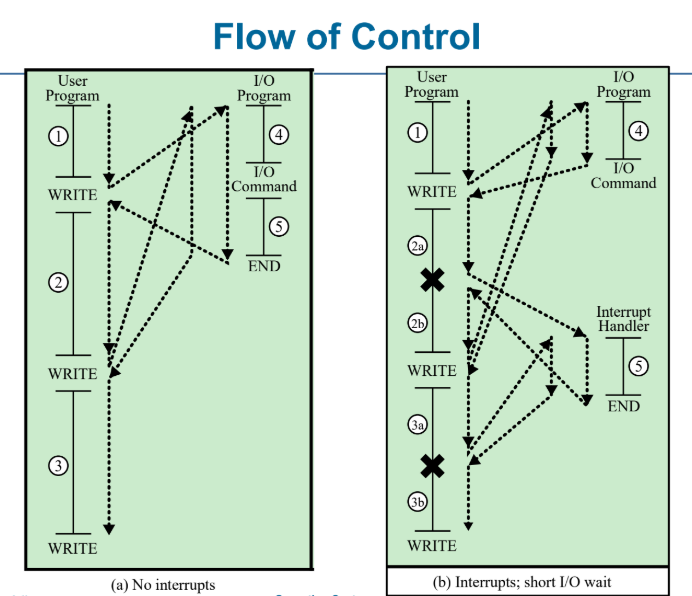 Flow of Control
User
Program
I/O
Program
1
4
WRITE
I/O
Command
5
END
2
WRITE
3
WRITE
(a) No interrupts
User
Program
I/O
Program
1
4
I/O
Command
WRITE
2a
2b
Interrupt
Handler
5
END
WRITE
3a
3b
WRITE
(b) Interrupts; short I/O wait